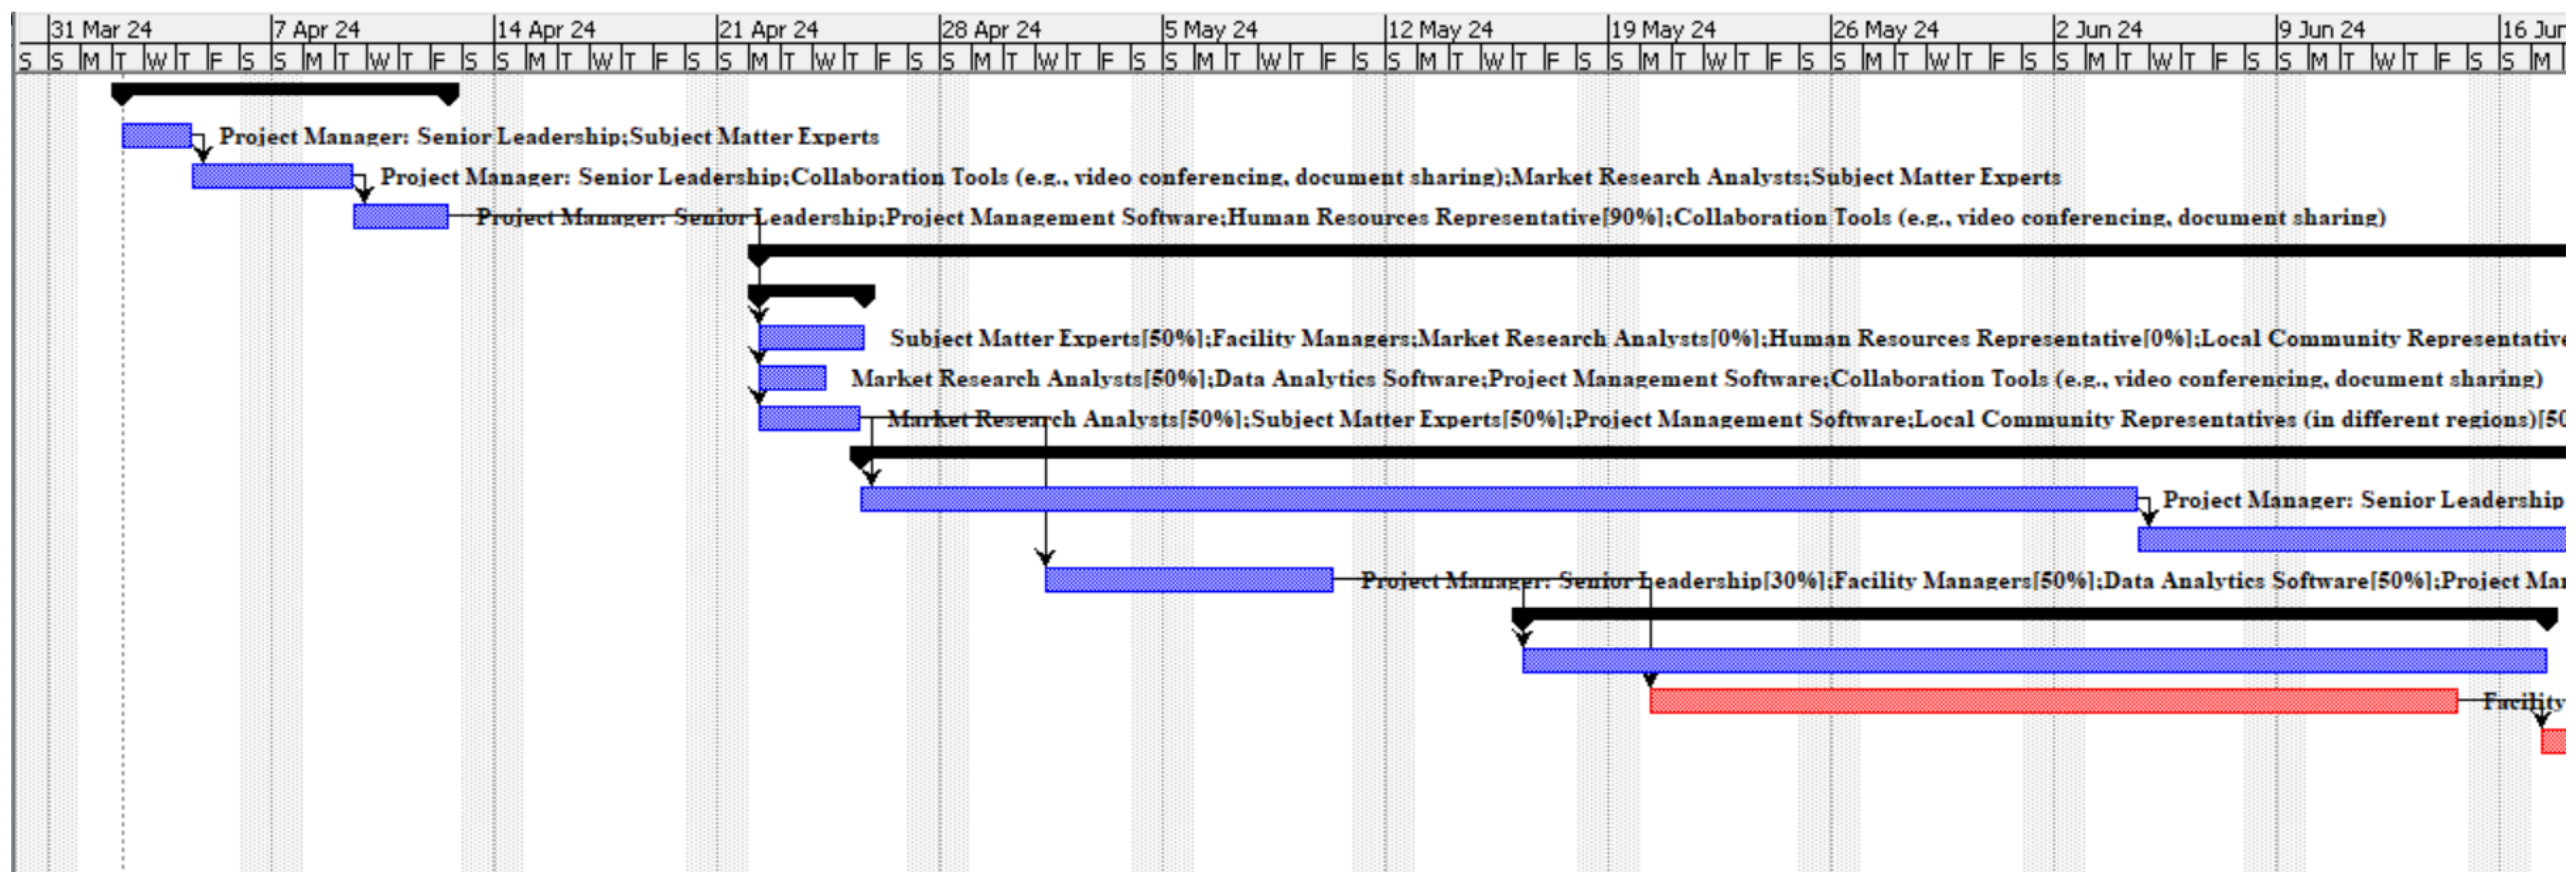 31 Mar 24 7 Apr 24 14 Apr 24 21 Apr 24 28 Apr 24 5 May 24 12 May 24 19 May 24 26 May 24 2 Jun 24 9 Jun 24 16 Jun
S S M T W T F S S M T W T F S S M T W T F S S M T W T F S S M T W T F S S M T W T F S S M T W T F S S M T W T F S S M T W T F S S M T W T F S S M T W T F S S M
Project Manager: Senior Leadership;Subject Matter Experts
Project Manager: Senior Leadership;Collaboration Tools (e.g., video conferencing, document sharing);Market Research Analysts;Subject Matter Experts
Project Manager: Senior Leadership;Project Management Software;Human Resources Representative[90%];Collaboration Tools (e.g., video conferencing, document sharing)
Subject Matter Experts[50%];Facility Managers;Market Research Analysts[0%];Human Resources Representative[0%];Local Community Representative
Market Research Analysts[50%];Data Analytics Software;Project Management Software;Collaboration Tools (e.g., video conferencing, document sharing)
Market Research Analysts[50%];Subject Matter Experts[50%];Project Management Software;Local Community Representatives (in different regions)[50
Project Manager: Senior Leadership
Project Manager: Senior Leadership[30%];Facility Managers[50%];Data Analytics Software[50%];Project Mar
Facility